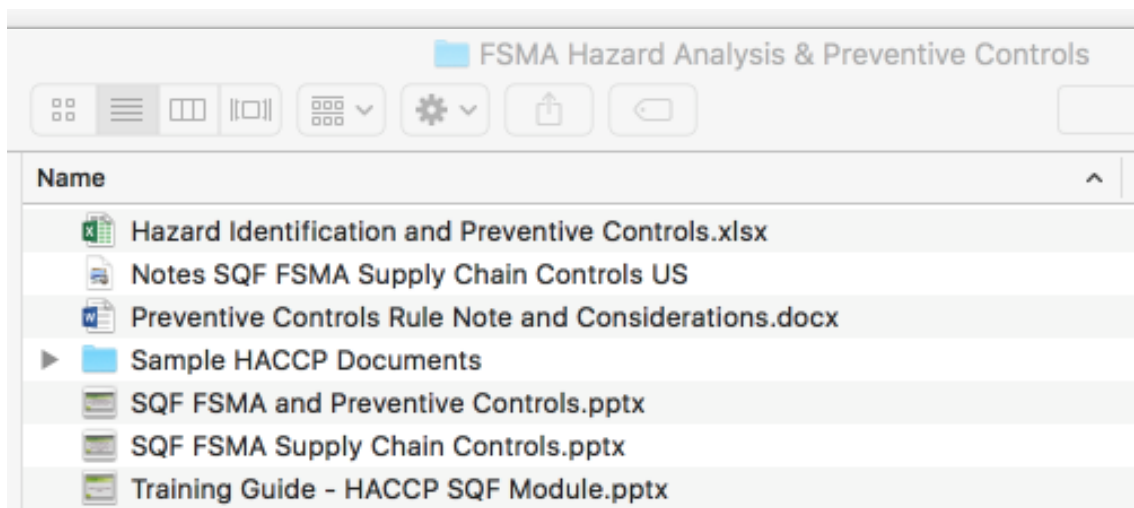 FSMA Hazard Analysis & Preventive Controls
Name
Hazard Identification and Preventive Controls.xlsx
Notes SQF FSMA Supply Chain Controls US
Preventive Controls Rule Note and Considerations.docx
Sample HACCP Documents
SQF FSMA and Preventive Controls.pptx
SQF FSMA Supply Chain Controls.pptx
Training Guide - HACCP SQF Module.pptx